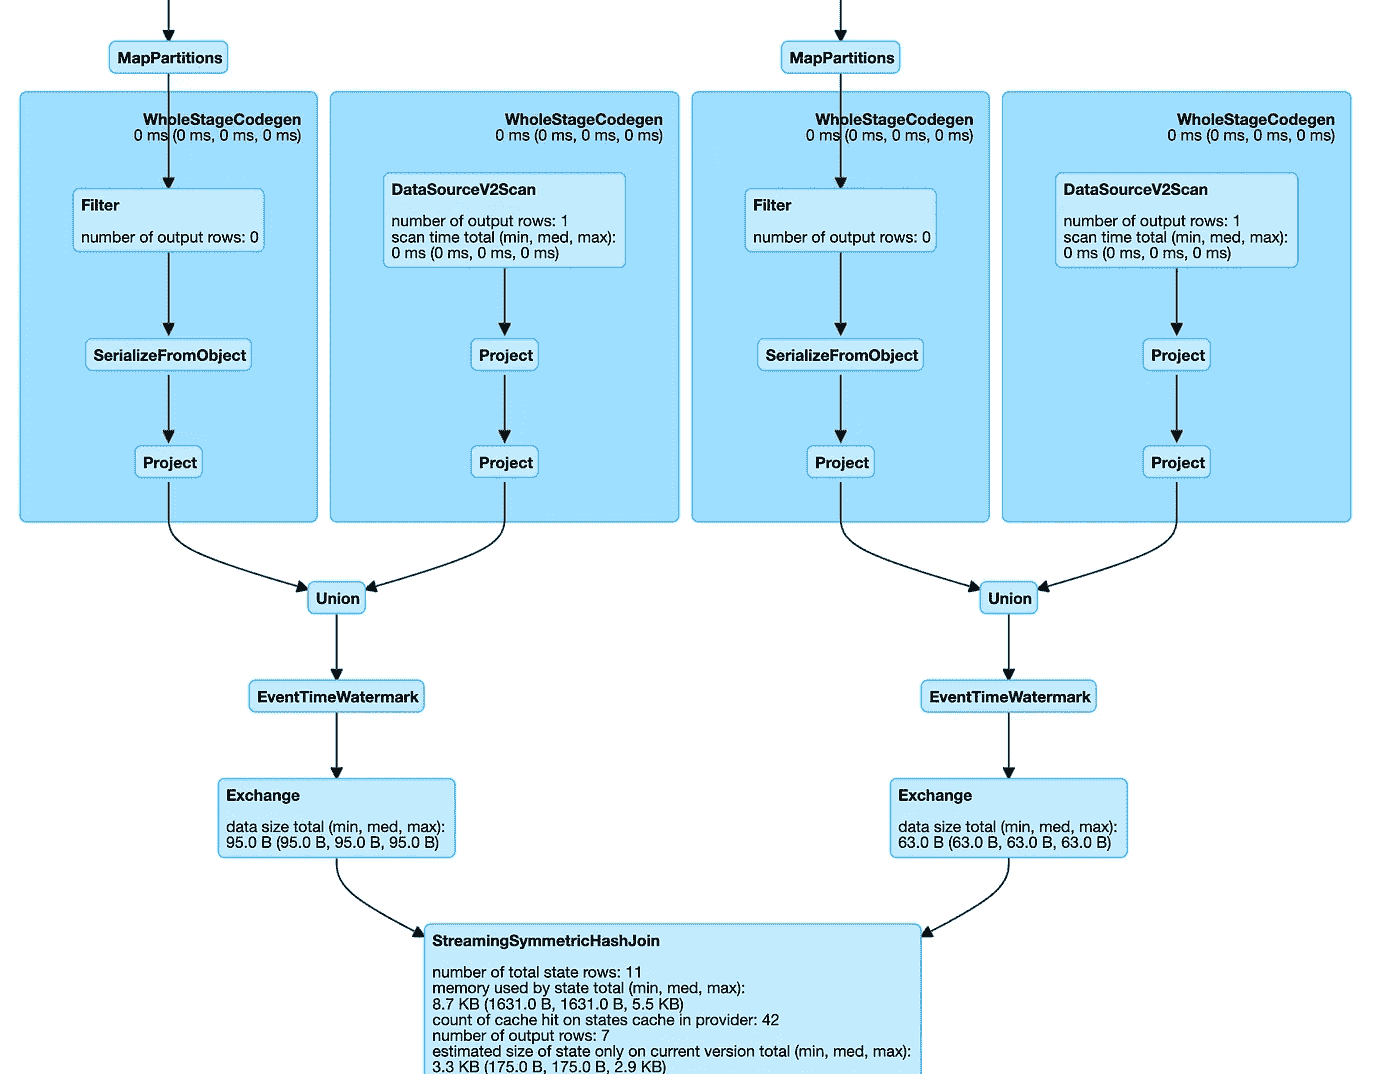 MapPartitions
MapPartitions
WholeStageCodegen
0 ms (0 ms, 0 ms, 0 ms)
WholeStageCodegen
0 ms (0 ms, 0 ms, 0 ms)
WholeStageCodegen
0 ms (0 ms, 0 ms, 0 ms)
WholeStageCodegen
0 ms (0 ms, 0 ms, 0 ms)
Filter
number of output rows: 0
DataSourceV2Scan
number of output rows: 1
scan time total (min, med, max):
0 ms (0 ms, 0 ms, 0 ms)
Filter
number of output rows: 0
DataSourceV2Scan
number of output rows: 1
scan time total (min, med, max):
0 ms (0 ms, 0 ms, 0 ms)
SerializeFromObject
Project
SerializeFromObject
Project
Project
Project
Project
Project
Union
Union
EventTimeWatermark
EventTimeWatermark
Exchange
data size total (min, med, max):
95.0 B (95.0 B, 95.0 B, 95.0 B)
Exchange
data size total (min, med, max):
63.0 B (63.0 B, 63.0 B, 63.0 B)
StreamingSymmetricHashJoin
number of total state rows: 11
memory used by state total (min, med, max):
8.7 KB (1631.0 B, 1631.0 B, 5.5 KB)
count of cache hit on states cache in provider: 42
number of output rows: 7
estimated size of state only on current version total (min, med, max):
3.3 KB (175.0 B, 175.0 B, 2.9 KB)